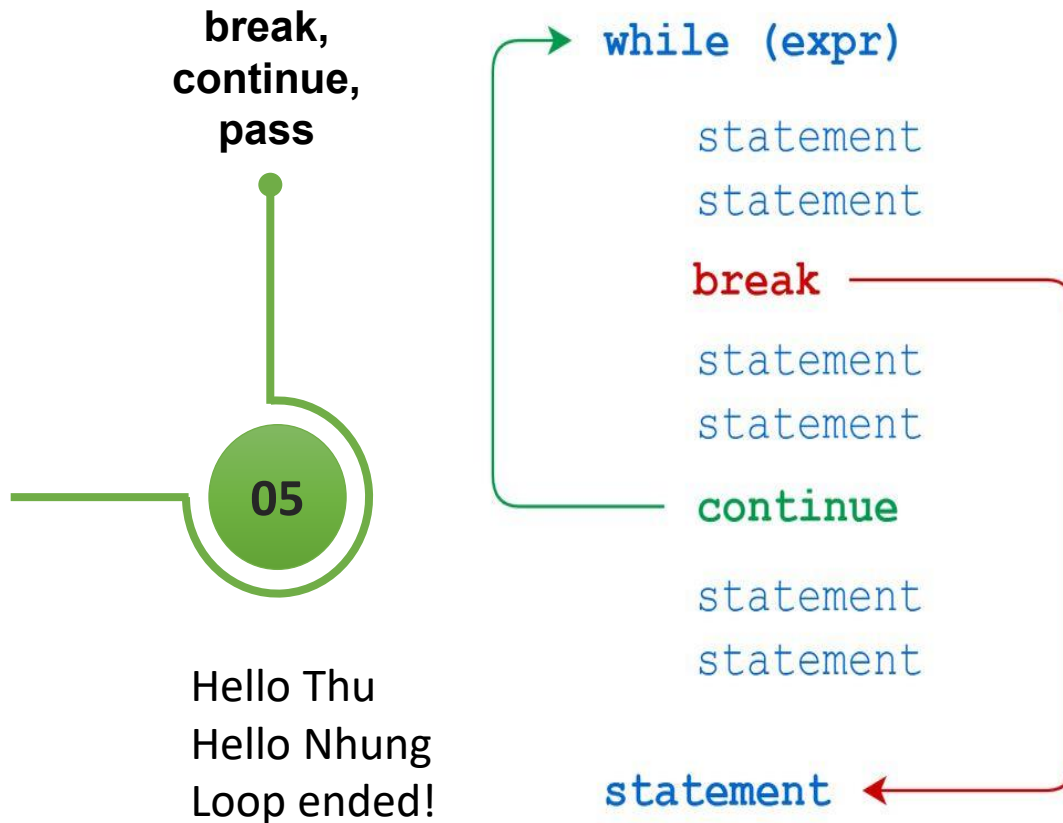 break,
continue,
pass
05
Hello Thu
Hello Nhung
Loop ended!
while (expr)
statement
statement
break
statement
statement
continue
statement
statement
statement